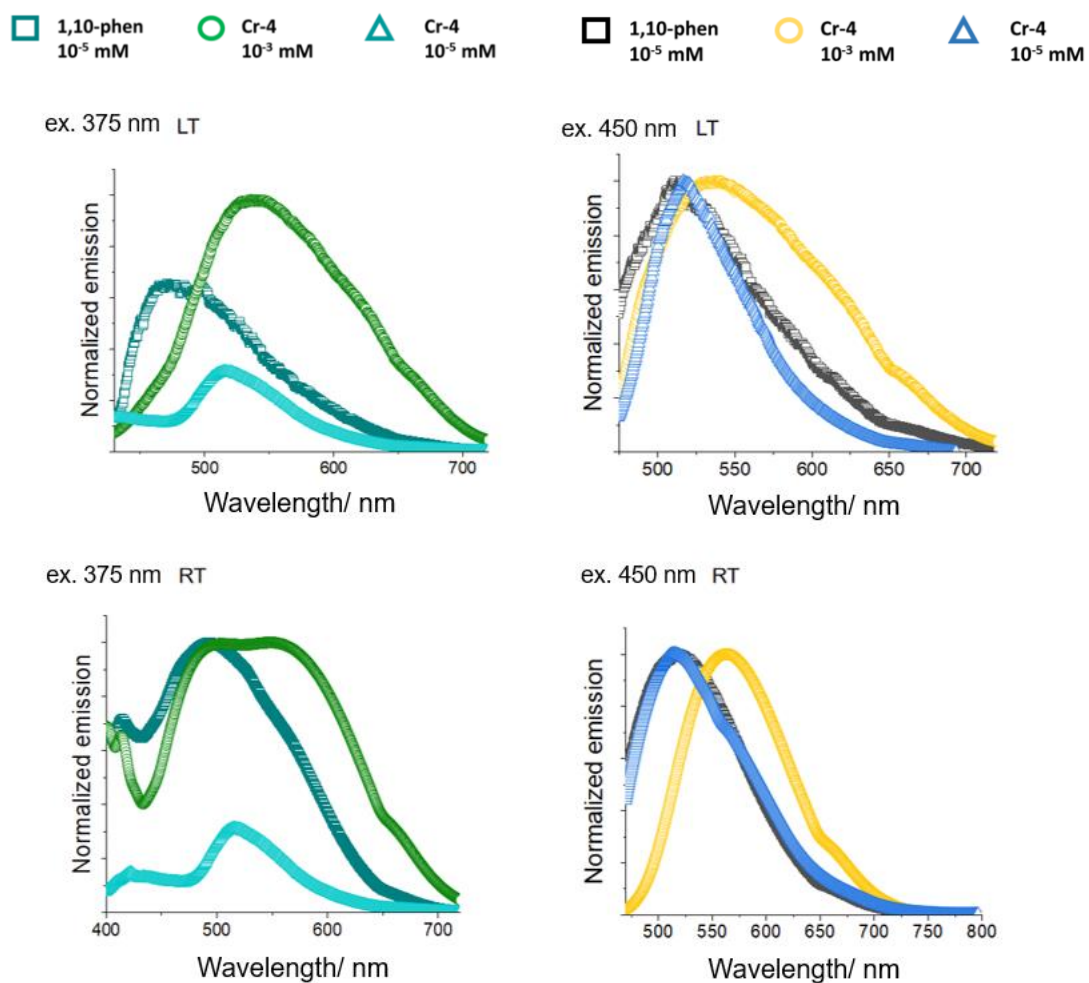 1,10-phen
10⁻⁵ mM
Cr-4
10⁻³ mM
Cr-4
10⁻⁵ mM
1,10-phen
10⁻⁵ mM
Cr-4
10⁻³ mM
Cr-4
10⁻⁵ mM
ex. 375 nm LT
Normalized emission
500 600 700
Wavelength/ nm
ex. 450 nm LT
Normalized emission
500 550 600 650 700
Wavelength/ nm
ex. 375 nm RT
Normalized emission
400 500 600 700
Wavelength/ nm
ex. 450 nm RT
Normalized emission
500 550 600 650 700 750 800
Wavelength/ nm